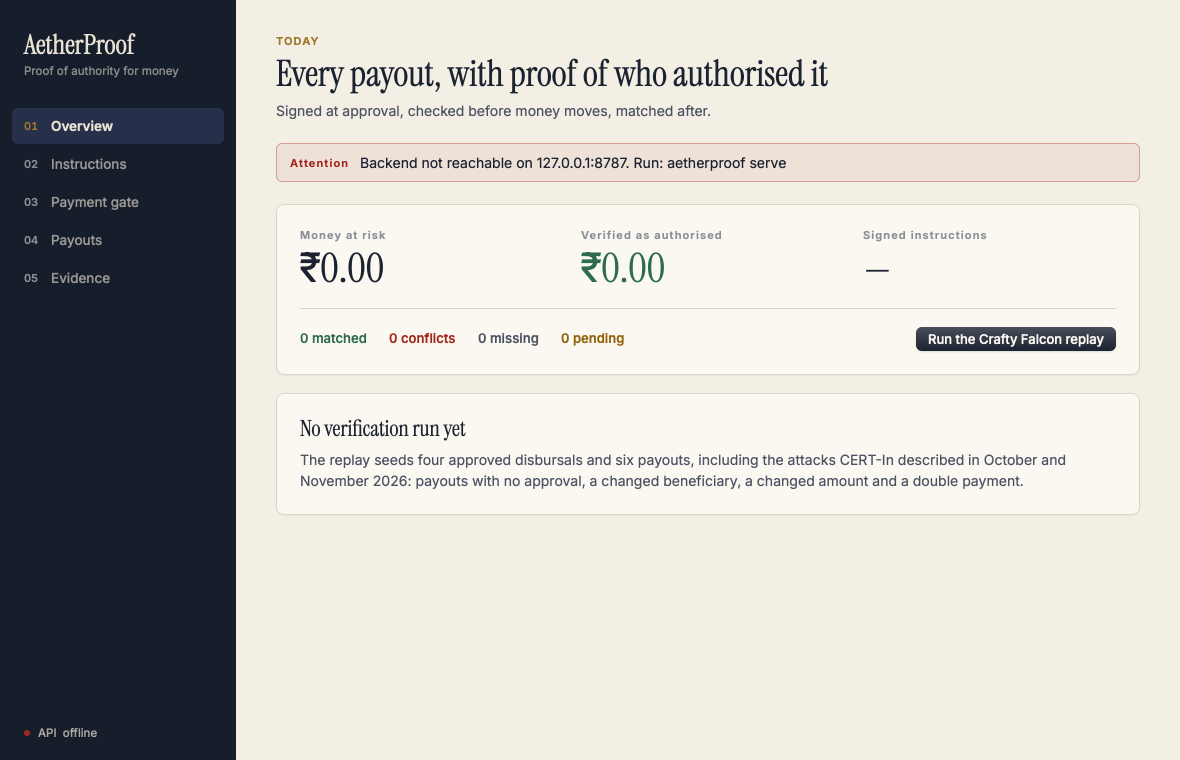 AetherProof
Proof of authority for money
01 Overview
02 Instructions
03 Payment gate
04 Payouts
05 Evidence
API offline
TODAY
Every payout, with proof of who authorised it
Signed at approval, checked before money moves, matched after.
Attention Backend not reachable on 127.0.0.1:8787. Run: aetherproof serve
Money at risk
₹0.00
Verified as authorised
₹0.00
Signed instructions
—
0 matched 0 conflicts 0 missing 0 pending
Run the Crafty Falcon replay
No verification run yet
The replay seeds four approved disbursals and six payouts, including the attacks CERT-In described in October and
November 2026: payouts with no approval, a changed beneficiary, a changed amount and a double payment.